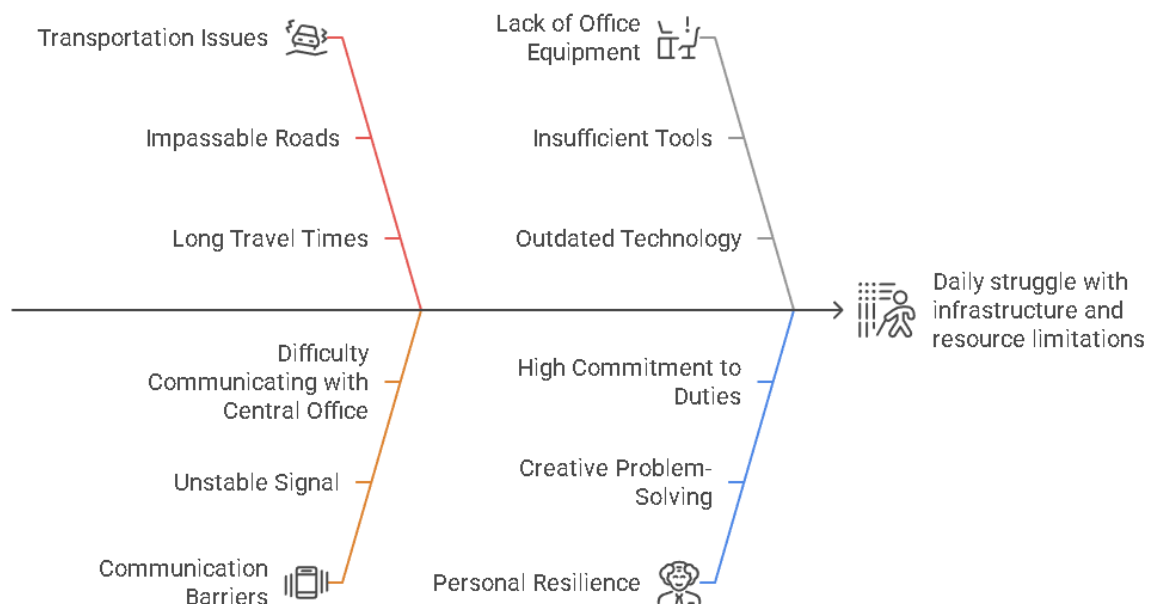 Transportation Issues
Lack of Office
Equipment
Impassable Roads
Insufficient Tools
Long Travel Times
Outdated Technology
Daily struggle with
infrastructure and
resource limitations
Difficulty
Communicating with
Central Office
High Commitment to
Duties
Unstable Signal
Creative Problem-
Solving
Communication
Barriers
Personal Resilience